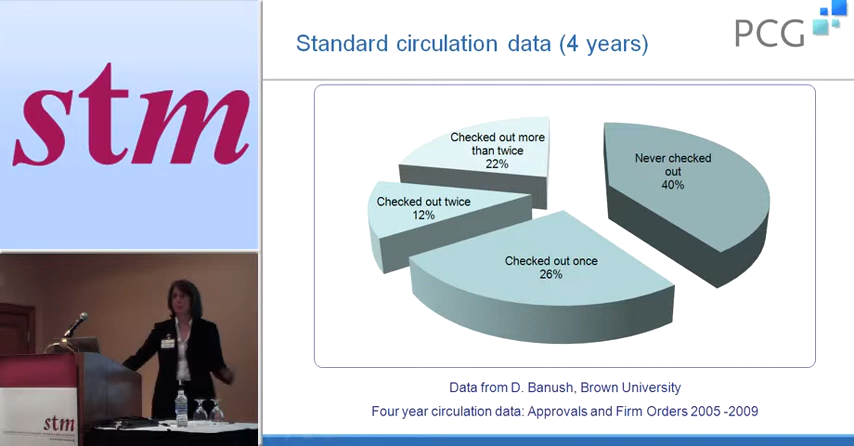 stm
Standard circulation data (4 years)
PCG
Checked out more
than twice
22%
Never checked
out
40%
Checked out twice
12%
Checked out once
26%
Data from D. Banush, Brown University
Four year circulation data: Approvals and Firm Orders 2005 -2009
stm